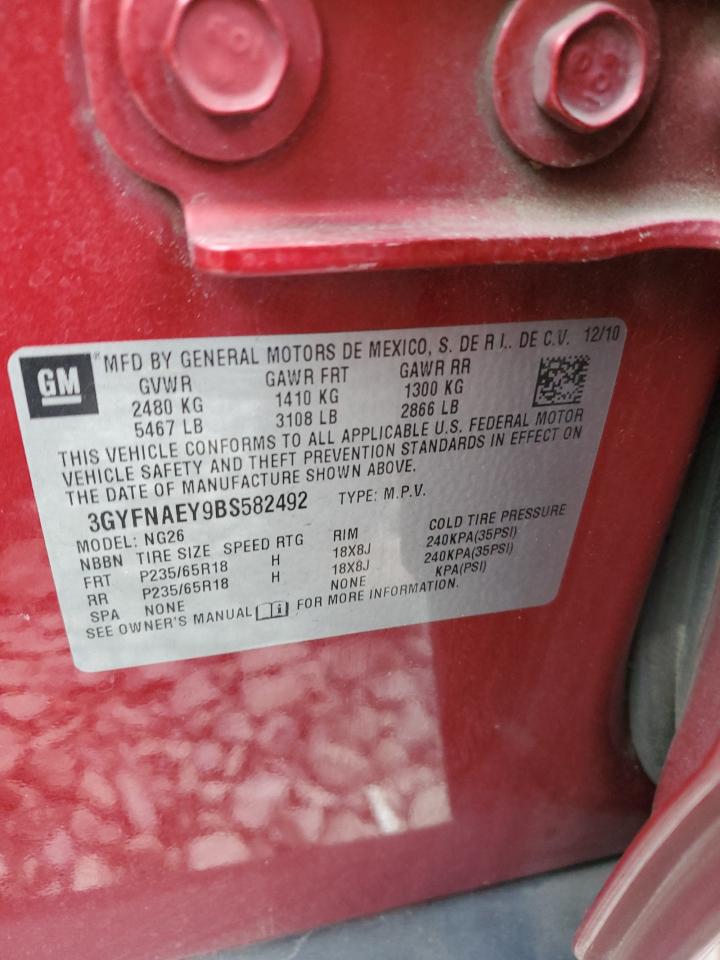 GM
*MFD BY GENERAL MOTORS DE MEXICO, S. DE R I.. DE C.V. 12/10
GVWR GAWR FRT GAWR RR
2480 KG 1410 KG 1300 KG
5467 LB 3108 LB 2866 LB
THIS VEHICLE CONFORMS TO ALL APPLICABLE U.S. FEDERAL MOTOR
VEHICLE SAFETY AND THEFT PREVENTION STANDARDS IN EFFECT ON
THE DATE OF MANUFACTURE SHOWN ABOVE.
3GYFNAEY9BS582492 TYPE: M.P.V.
MODEL: NG26
NBBN TIRE SIZE SPEED RTG RIM COLD TIRE PRESSURE
FRT P235/65R18 H 18X8J 240KPA(35PSI)
RR P235/65R18 H 18X8J 240KPA(35PSI)
SPA NONE NONE KPA(PSI)
SEE OWNER'S MANUAL FOR MORE INFORMATION.